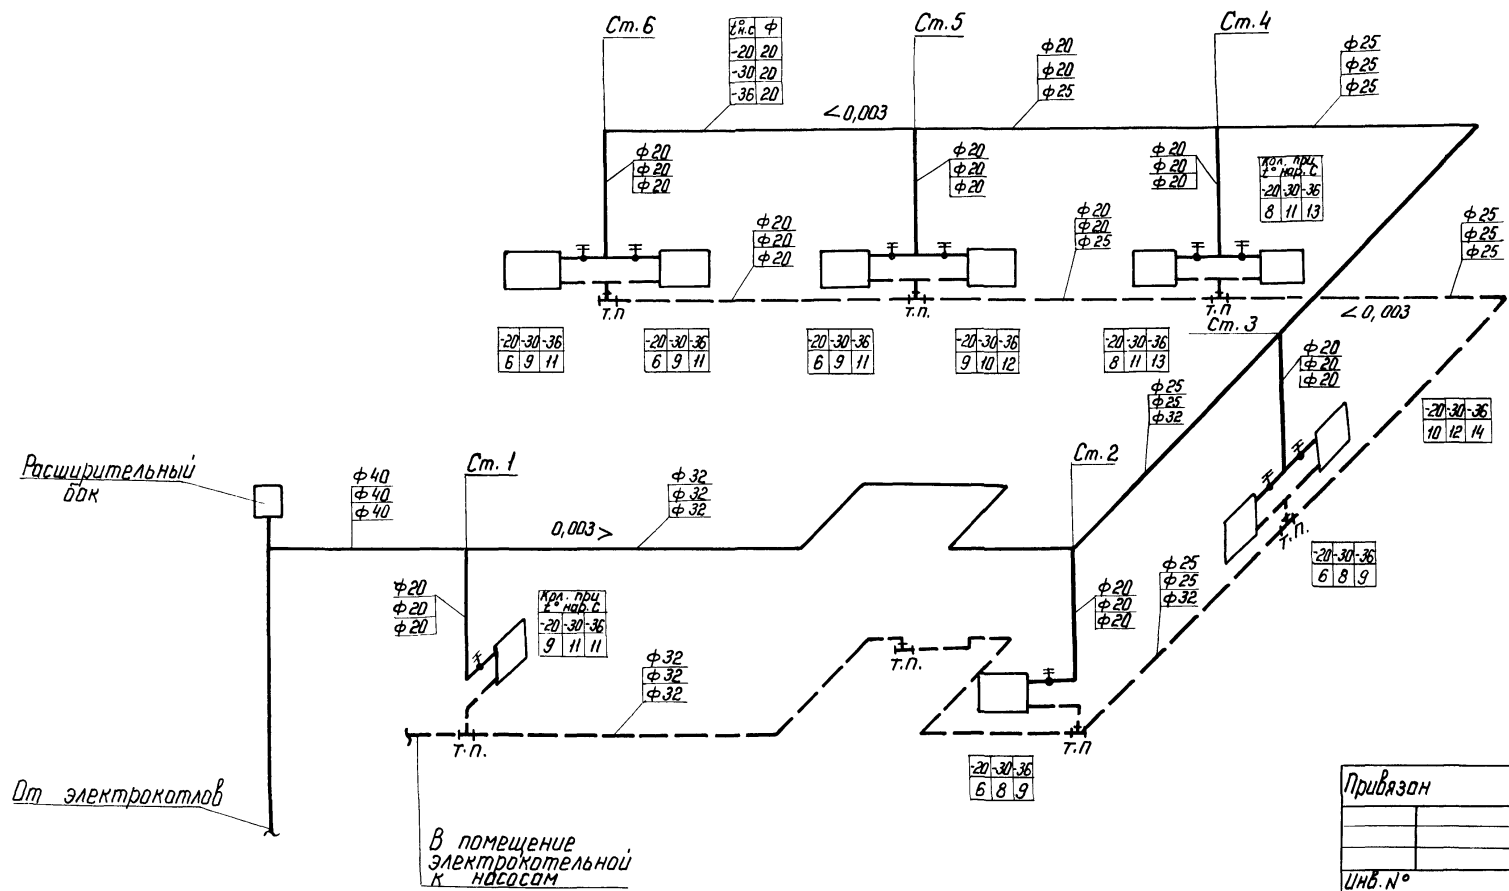 Ст.6
t°н.с ф
-20 20
-30 20
-36 20
Ст.5
ф20
ф20
ф25
Ст.4
ф25
ф25
ф25
<0,003
ф20
ф20
ф20
ф20
ф20
ф20
ф20
ф20
ф20
Кол. при
t° нар. С
-20 -30 -36
8 11 13
ф20
ф20
ф20
ф20
ф20
ф25
ф25
ф25
ф25
т.п
т.п.
т.п
<0,003
Ст.3
-20 -30 -36
6 9 11
-20 -30 -36
6 9 11
-20 -30 -36
6 9 11
-20 -30 -36
9 10 12
-20 -30 -36
8 11 13
ф20
ф20
ф20
ф25
ф25
ф32
-20 -30 -36
10 12 14
Расширительный
бак
ф40
ф40
ф40
Ст.1
0,003>
ф32
ф32
ф32
Ст.2
т.п.
-20 -30 -36
6 8 9
ф20
ф20
ф20
Кол. при
t° нар. С
-20 -30 -36
9 11 11
ф20
ф20
ф20
ф25
ф25
ф32
ф32
ф32
ф32
т.п.
т.п.
т.п
-20 -30 -36
6 8 9
От электрокотлов
В помещение
электрокотельной
к насосам
Привязан
Инв.№